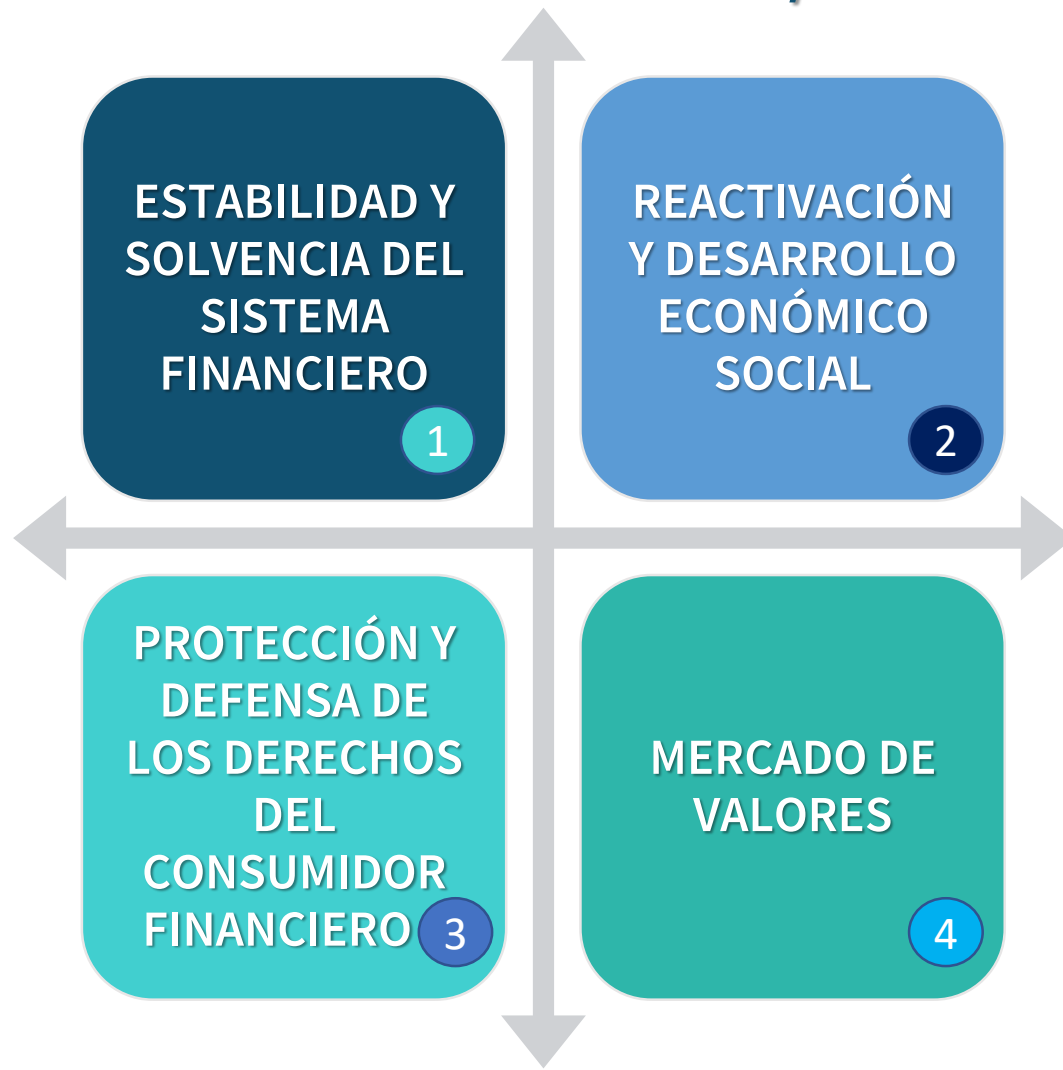 ESTABILIDAD Y
SOLVENCIA DEL
SISTEMA
FINANCIERO
1
REACTIVACIÓN
Y DESARROLLO
ECONÓMICO
SOCIAL
2
PROTECCIÓN Y
DEFENSA DE
LOS DERECHOS
DEL
CONSUMIDOR
FINANCIERO
3
MERCADO DE
VALORES
4